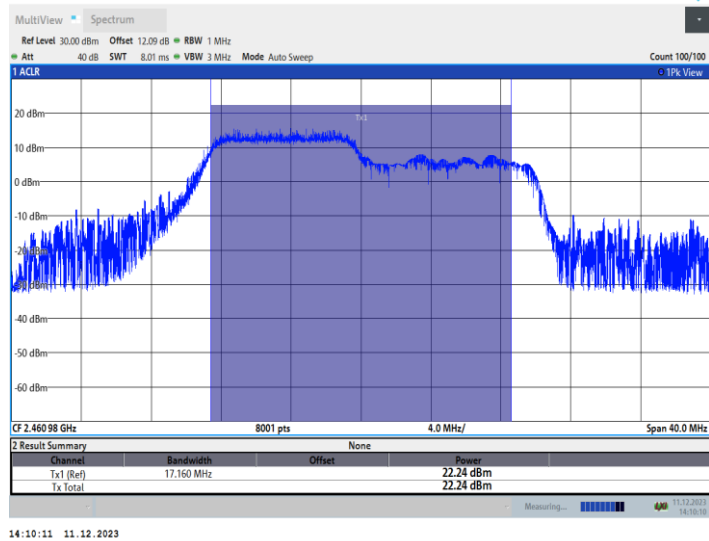 MultiView Spectrum
Ref Level 30.00 dBm Offset 12.09 dB RBW 1 MHz
Att 40 dB SWT 8.01 ms VBW 3 MHz Mode Auto Sweep Count 100/100
1 ACLR 1Pk View
Tx1
20 dBm
10 dBm
0 dBm
-10 dBm
-20 dBm
-30 dBm
-40 dBm
-50 dBm
-60 dBm
CF 2.460 98 GHz 8001 pts 4.0 MHz/ Span 40.0 MHz
2 Result Summary None
Channel Bandwidth Offset Power
Tx1 (Ref) 17.160 MHz 22.24 dBm
Tx Total 22.24 dBm
Measuring... 11.12.2023
14:10:10
14:10:11 11.12.2023